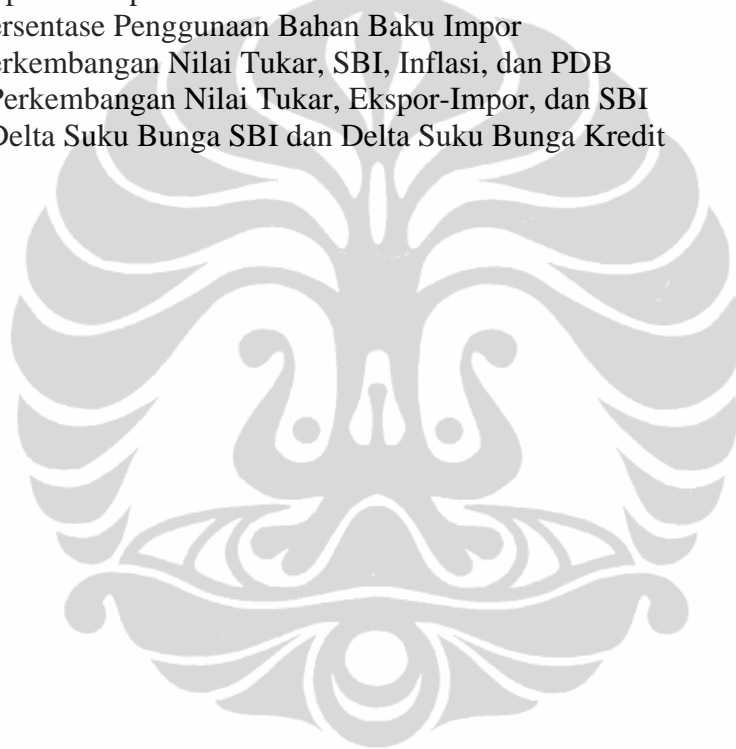 ersentase Penggunaan Bahan Baku Impor
erkembangan Nilai Tukar, SBI, Inflasi, dan PDB
Perkembangan Nilai Tukar, Ekspor-Impor, dan SBI
Delta Suku Bunga SBI dan Delta Suku Bunga Kredit